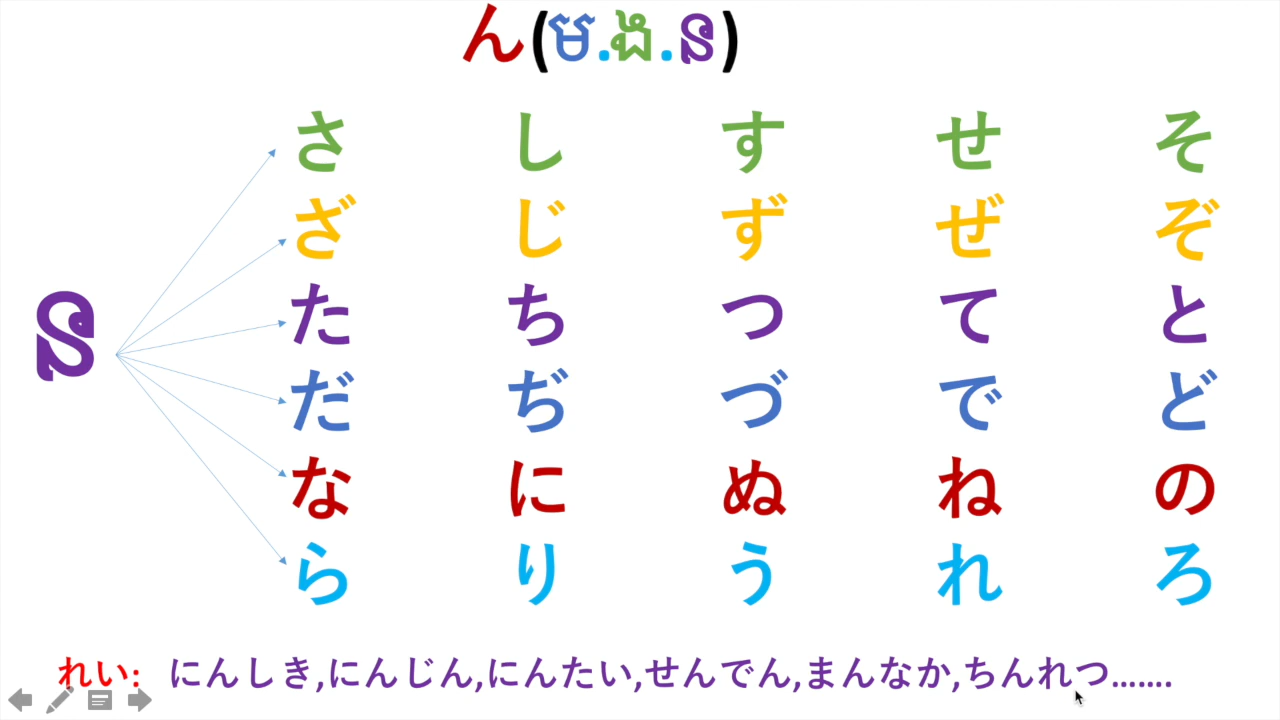 ん(ម.ង.ន)
さ し す せ そ
ざ じ ず ぜ ぞ
た ち つ て と
ន
だ ぢ づ で ど
な に ぬ ね の
ら り う れ ろ
れい: にんしき,にんじん,にんたい,せんでん,まんなか,ちんれつ.......